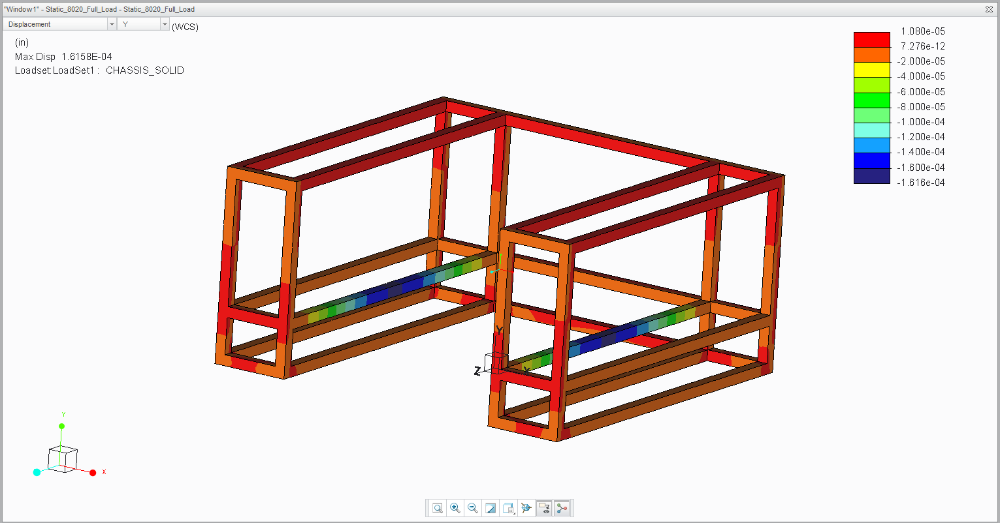 "Window1" - Static_8020_Full_Load - Static_8020_Full_Load
Displacement
Y
(WCS)
(in)
Max Disp 1.6158E-04
Loadset:LoadSet1 : CHASSIS_SOLID
1.080e-05
7.276e-12
-2.000e-05
-4.000e-05
-6.000e-05
-8.000e-05
-1.000e-04
-1.200e-04
-1.400e-04
-1.600e-04
-1.616e-04
Y
Z
X
Y
X